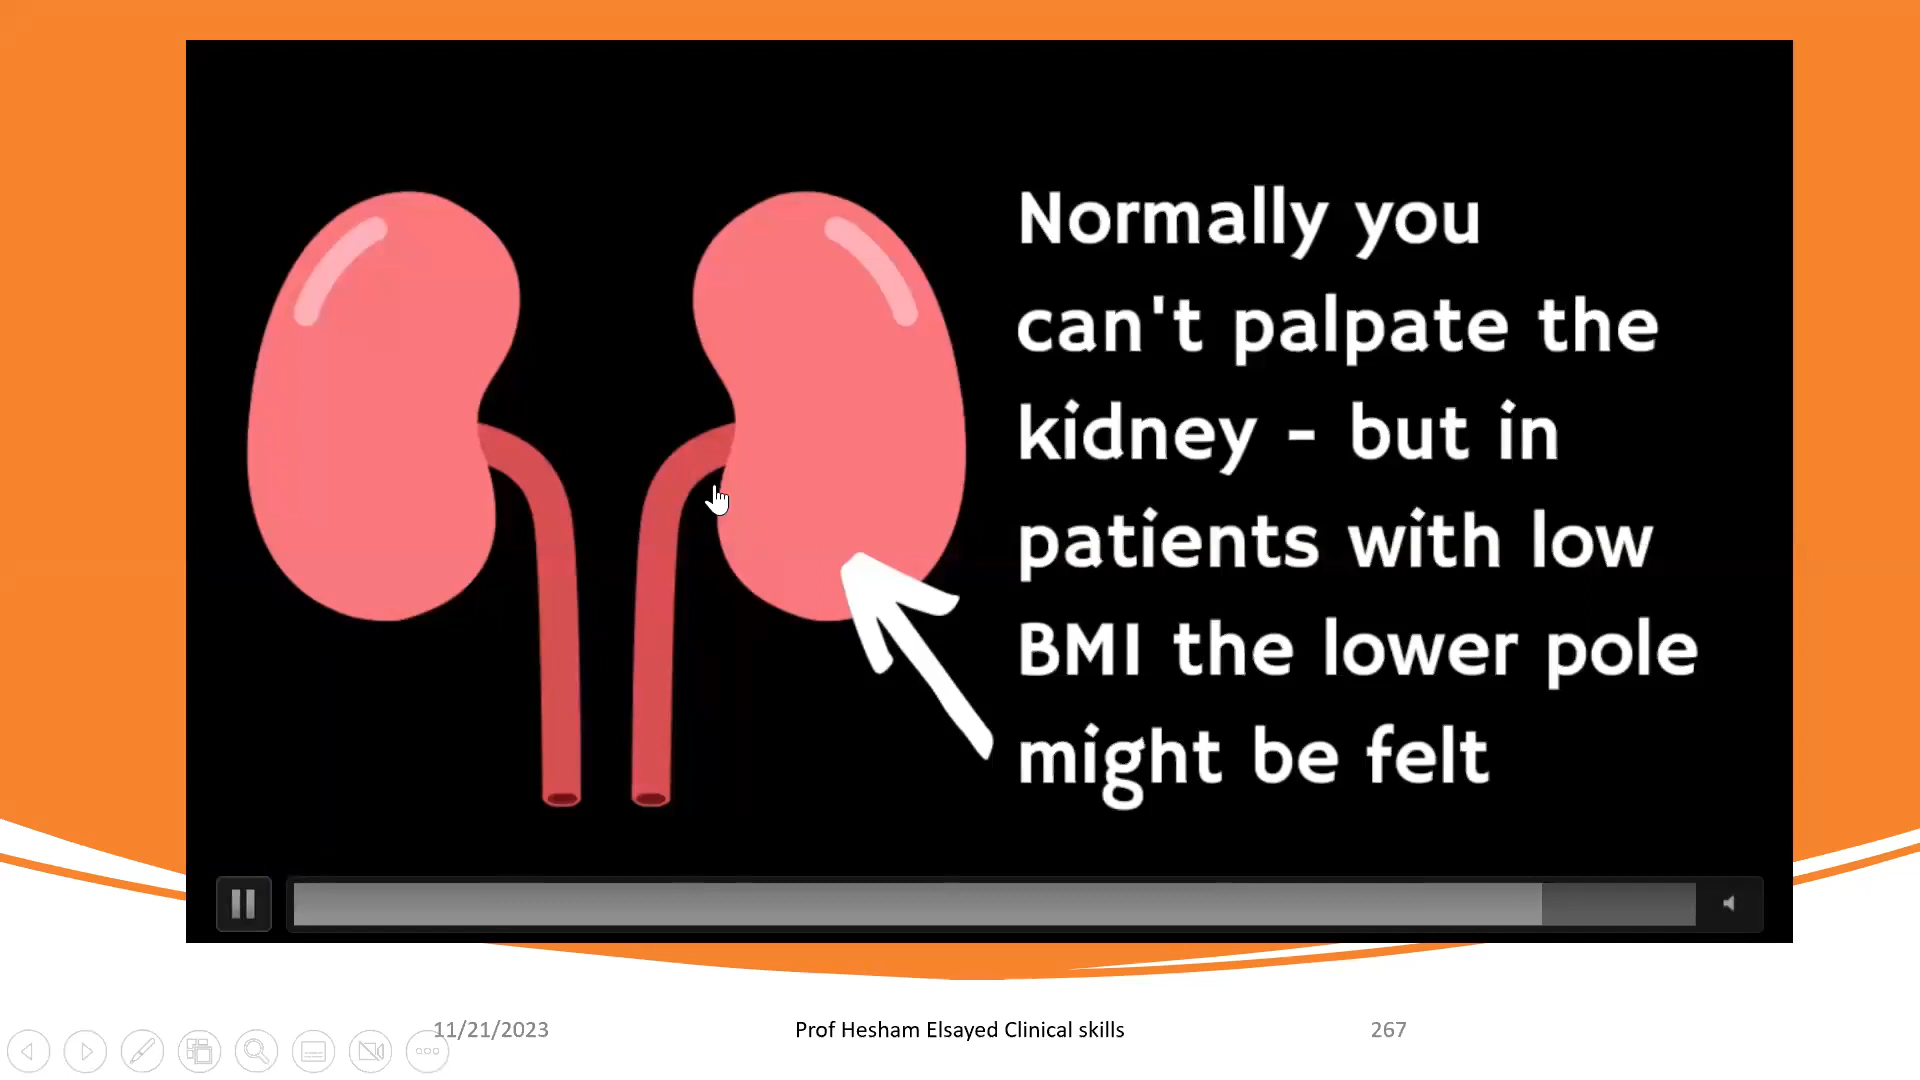 Normally you
can't palpate the
kidney - but in
patients with low
BMI the lower pole
might be felt
11/21/2023
Prof Hesham Elsayed Clinical skills
267